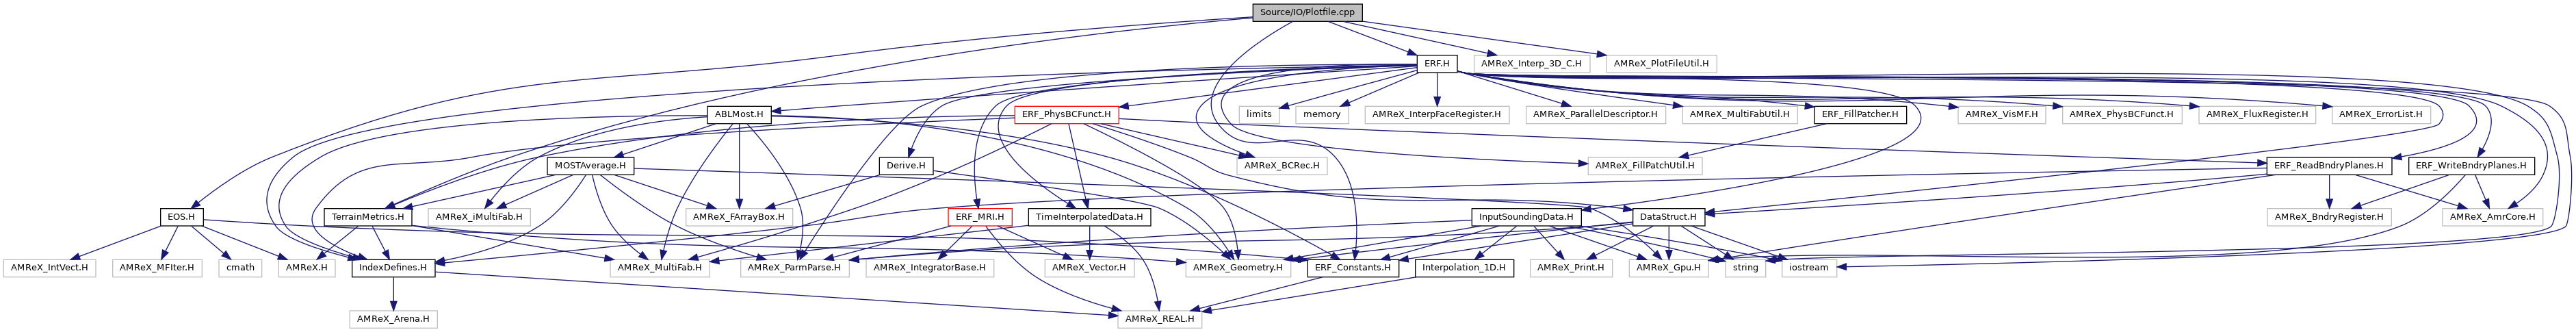 Source/IO/Plotfile.cpp
ERF.H
AMReX_Interp_3D_C.H
AMReX_PlotFileUtil.H
ABLMost.H
ERF_PhysBCFunct.H
limits
memory
AMReX_InterpFaceRegister.H
AMReX_ParallelDescriptor.H
AMReX_MultiFabUtil.H
ERF_FillPatcher.H
AMReX_VisMF.H
AMReX_PhysBCFunct.H
AMReX_FluxRegister.H
AMReX_ErrorList.H
MOSTAverage.H
Derive.H
AMReX_BCRec.H
AMReX_FillPatchUtil.H
ERF_ReadBndryPlanes.H
ERF_WriteBndryPlanes.H
EOS.H
TerrainMetrics.H
AMReX_iMultiFab.H
AMReX_FArrayBox.H
ERF_MRI.H
TimeInterpolatedData.H
InputSoundingData.H
DataStruct.H
AMReX_BndryRegister.H
AMReX_AmrCore.H
AMReX_IntVect.H
AMReX_MFIter.H
cmath
AMReX.H
IndexDefines.H
AMReX_MultiFab.H
AMReX_ParmParse.H
AMReX_IntegratorBase.H
AMReX_Vector.H
AMReX_Geometry.H
ERF_Constants.H
Interpolation_1D.H
AMReX_Print.H
AMReX_Gpu.H
string
iostream
AMReX_Arena.H
AMReX_REAL.H